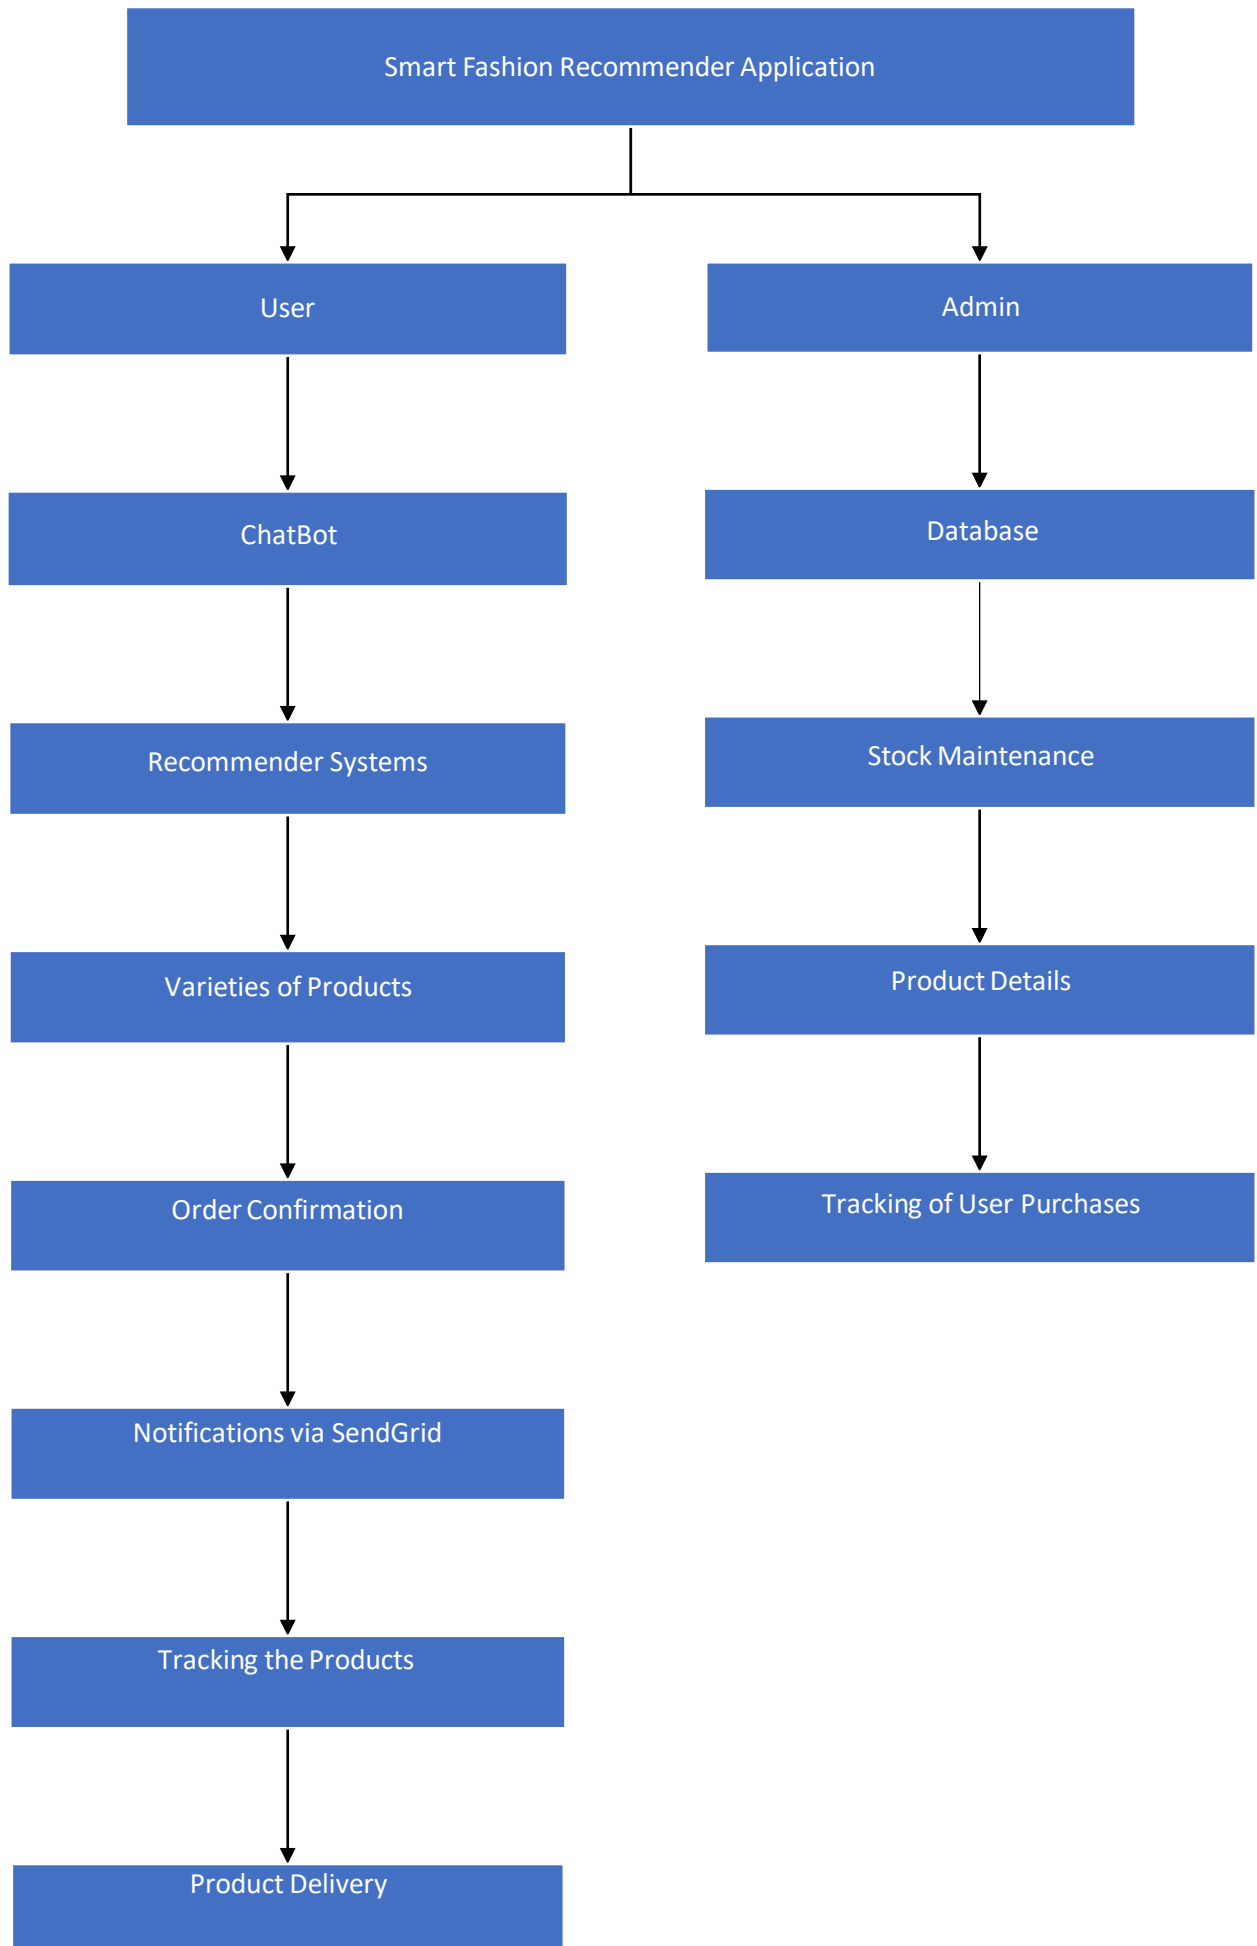 Smart Fashion Recommender Application
User
ChatBot
Recommender Systems
Varieties of Products
Order Confirmation
Notifications via SendGrid
Tracking the Products
Product Delivery
Admin
Database
Stock Maintenance
Product Details
Tracking of User Purchases